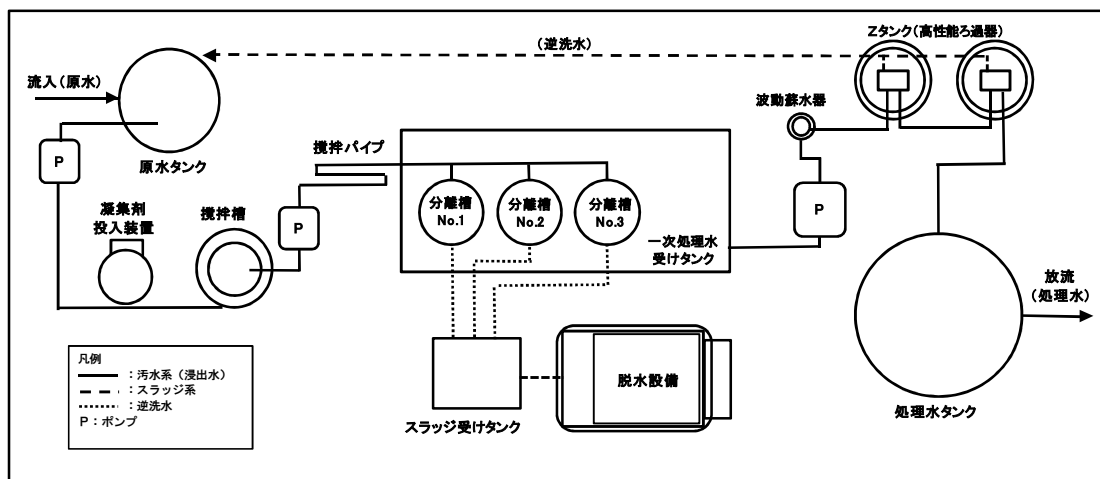 (逆洗水)
Zタンク(高性能ろ過器)
流入(原水)
波動蘇水器
P
原水タンク
撹拌パイプ
分離槽
No.1
分離槽
No.2
分離槽
No.3
P
凝集剤
投入装置
撹拌槽
P
一次処理水
受けタンク
放流
(処理水)
凡例
:汚水系(浸出水)
:スラッジ系
:逆洗水
P:ポンプ
脱水設備
スラッジ受けタンク
処理水タンク